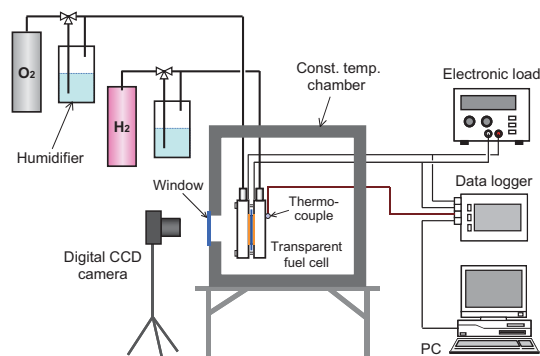 O2
Humidifier
H2
Const. temp.
chamber
Electronic load
Window
Thermo-
couple
Data logger
Digital CCD
camera
Transparent
fuel cell
PC